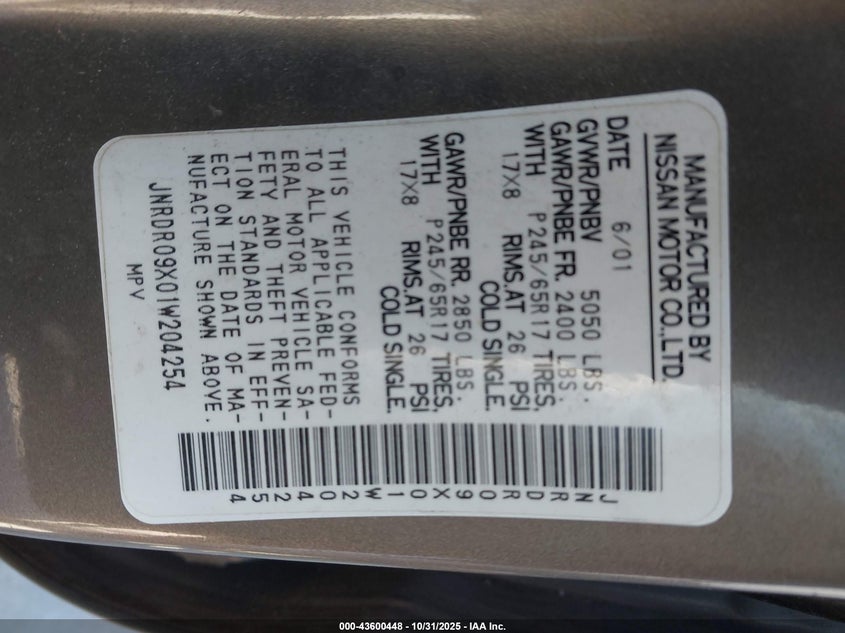 MANUFACTURED BY
NISSAN MOTOR CO.,LTD.
DATE 6/01
GVWR/PNBV 5050 LBS.
GAWR/PNBE FR. 2400 LBS.
WITH P245/65R17 TIRES.
17X8 RIMS.AT 26 PSI
COLD SINGLE.
GAWR/PNBE RR. 2850 LBS.
WITH P245/65R17 TIRES.
17X8 RIMS.AT 26 PSI
COLD SINGLE.
THIS VEHICLE CONFORMS
TO ALL APPLICABLE FED-
ERAL MOTOR VEHICLE SA-
FETY AND THEFT PREVEN-
TION STANDARDS IN EFF-
ECT ON THE DATE OF MA-
NUFACTURE SHOWN ABOVE.
JNRDR09X01W204254
MPV
JNRDR09X01W204254
000-43600448 - 10/31/2025 - IAA Inc.